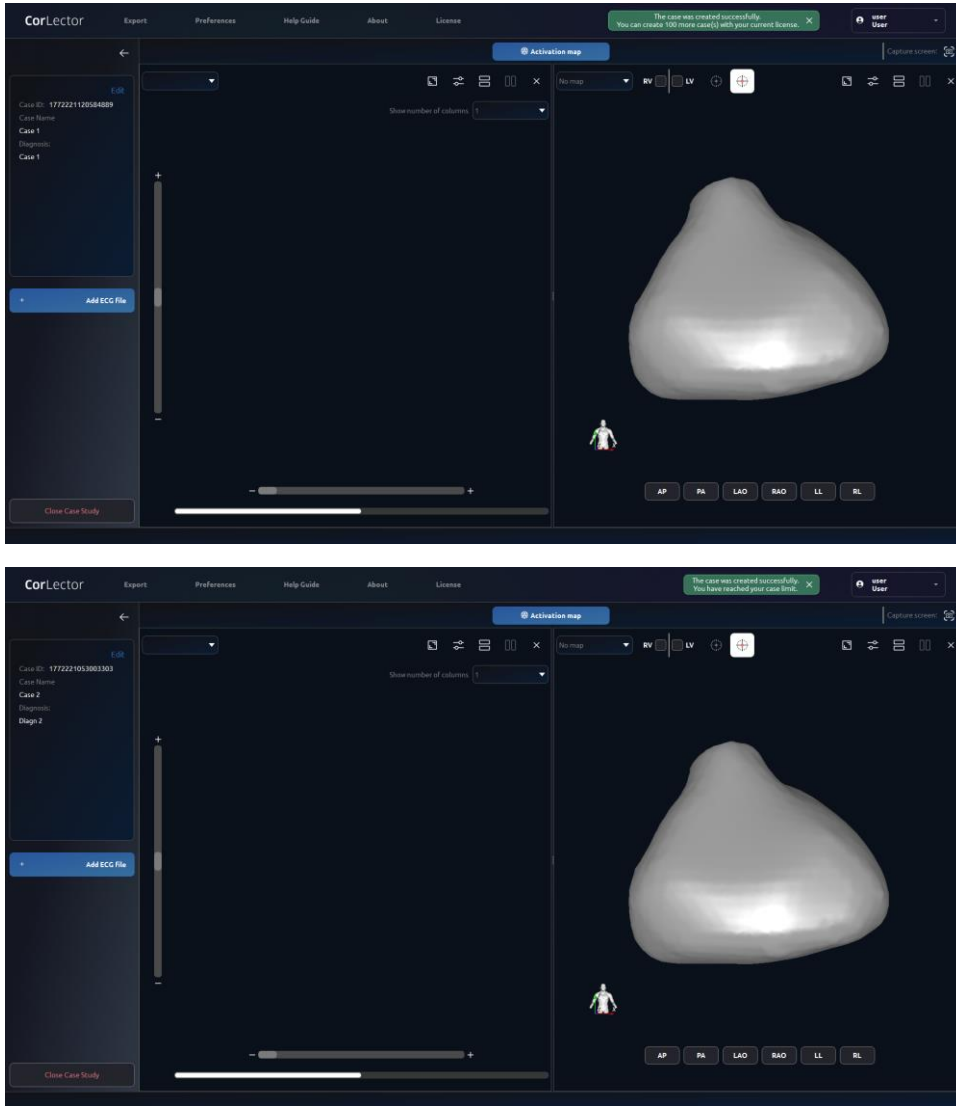 CorLector Export Preferences Help Guide About License
The case was created successfully.
You can create 100 more case(s) with your current license.
user
User
Activation map
Capture screen:
Edit
Case ID: 1772221120584889
Case Name
Case 1
Diagnosis:
Case 1
No map RV LV
Show number of columns 1
+
−
+ Add ECG file
− +
AP PA LAO RAO LL RL
Close Case Study
CorLector Export Preferences Help Guide About License
The case was created successfully.
You have reached your case limit.
user
User
Activation map
Capture screen:
Edit
Case ID: 1772221053003303
Case Name
Case 2
Diagnosis:
Diagn 2
No map RV LV
Show number of columns 1
+
−
+ Add ECG file
− +
AP PA LAO RAO LL RL
Close Case Study